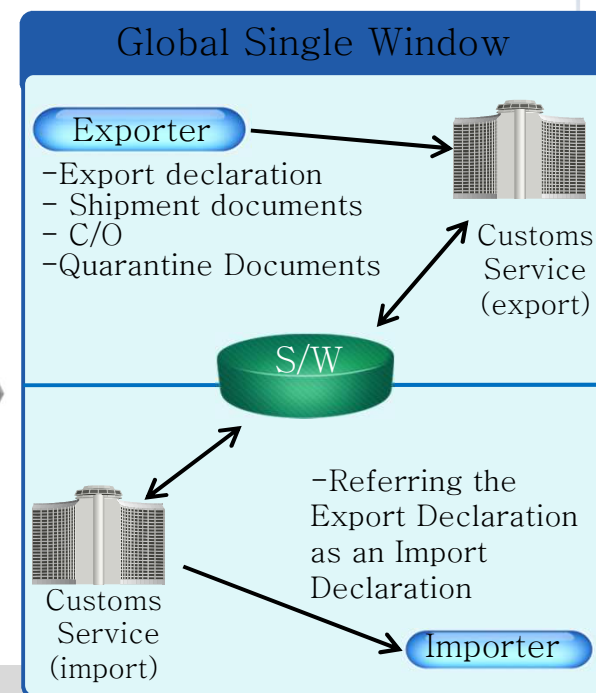 Global Single Window
Exporter
-Export declaration
- Shipment documents
- C/O
-Quarantine Documents
Customs
Service
(export)
S/W
-Referring the
Export Declaration
as an Import
Declaration
Customs
Service
(import)
Importer